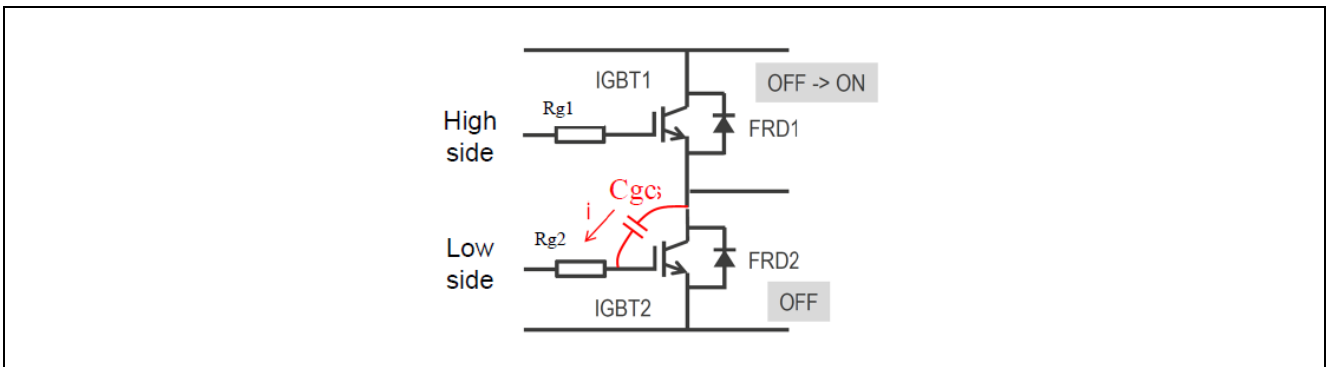 IGBT1
OFF -> ON
Rg1
High
side
FRD1
Cgc
i
Rg2
Low
side
FRD2
IGBT2
OFF